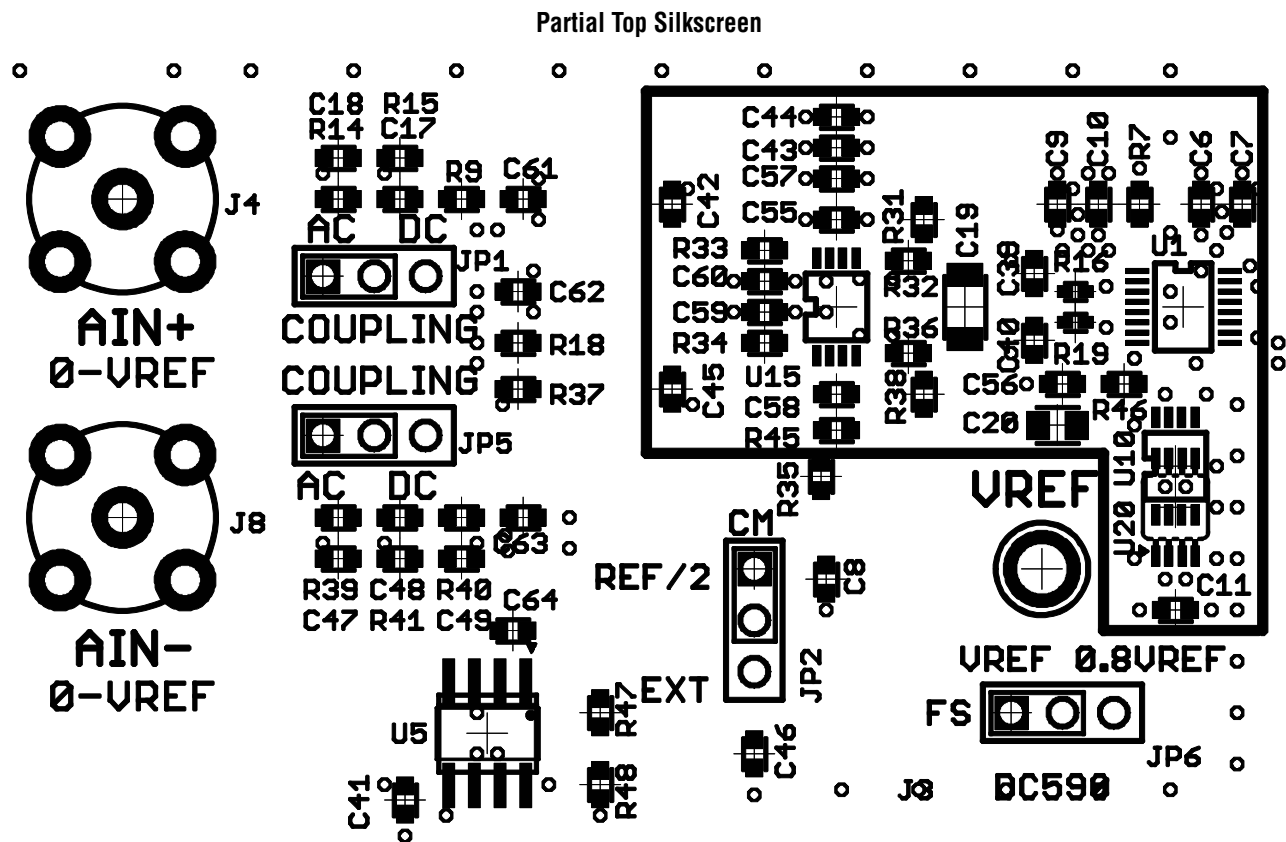 Partial Top Silkscreen
C18 R15
R14 C17
R9 C61
J4
AC DC
JP1
C62
AIN+
COUPLING
0-VREF
R18
COUPLING
R37
JP5
AC DC
J8
C63
R39 C48 R40
C47 R41 C49
C64
AIN-
0-VREF
U5
R47
R48
C41
C44
C43
C57
C55
C42
R33
C60
C59
R34
U15
C45
C58
R45
R35
R31
R32
C19
R36
R38
C39
C40
C9
C10
R7
C6
C7
R16
U1
R19
C56
R46
C20
U10
U20
VREF
CM
REF/2
C8
C11
JP2
EXT
C46
VREF 0.8VREF
FS
JP6
J3
DC590